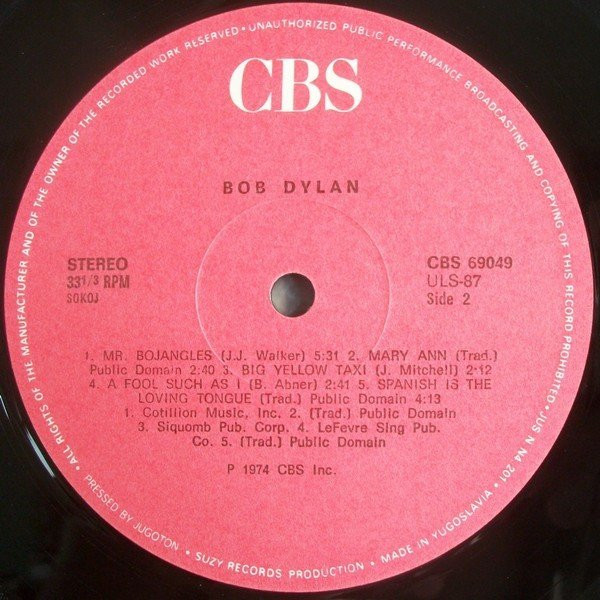 • ALL RIGHTS OF THE MANUFACTURER AND OF THE OWNER OF THE RECORDED WORK RESERVED • UNAUTHORIZED PUBLIC PERFORMANCE BROADCASTING AND COPYING OF THIS RECORD PROHIBITED • JUS N N4 201
CBS
BOB DYLAN
STEREO
33 1/3 RPM
SOKOJ
CBS 69049
ULS-87
Side 2
1. MR. BOJANGLES (J.J. Walker) 5:31 2. MARY ANN (Trad.)
Public Domain 2:40 3. BIG YELLOW TAXI (J. Mitchell) 2:12
4. A FOOL SUCH AS I (B. Abner) 2:41 5. SPANISH IS THE
LOVING TONGUE (Trad.) Public Domain 4:13
1. Cotillion Music, Inc. 2. (Trad.) Public Domain
3. Siquomb Pub. Corp. 4. LeFevre Sing Pub.
Co. 5. (Trad.) Public Domain
P 1974 CBS Inc.
PRESSED BY JUGOTON • SUZY RECORDS PRODUCTION • MADE IN YUGOSLAVIA •